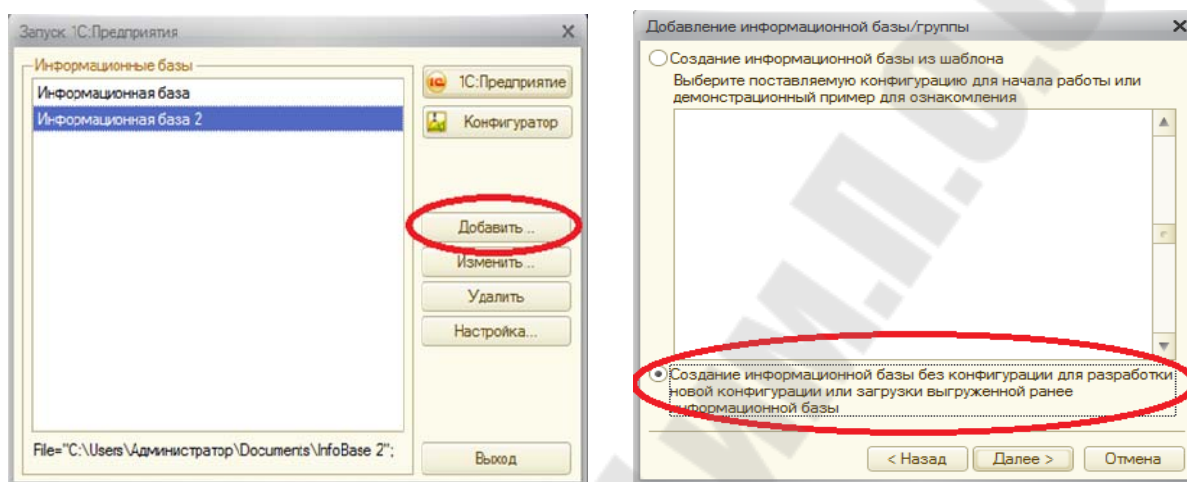 Запуск 1С:Предприятия
Информационные базы
Информационная база
Информационная база 2
1С:Предприятие
Конфигуратор
Добавить...
Изменить...
Удалить
Настройка...
File="C:\Users\Администратор\Documents\InfoBase 2";
Выход
Добавление информационной базы/группы
Создание информационной базы из шаблона
Выберите поставляемую конфигурацию для начала работы или
демонстрационный пример для ознакомления
Создание информационной базы без конфигурации для разработки
новой конфигурации или загрузки выгруженной ранее
информационной базы
< Назад
Далее >
Отмена